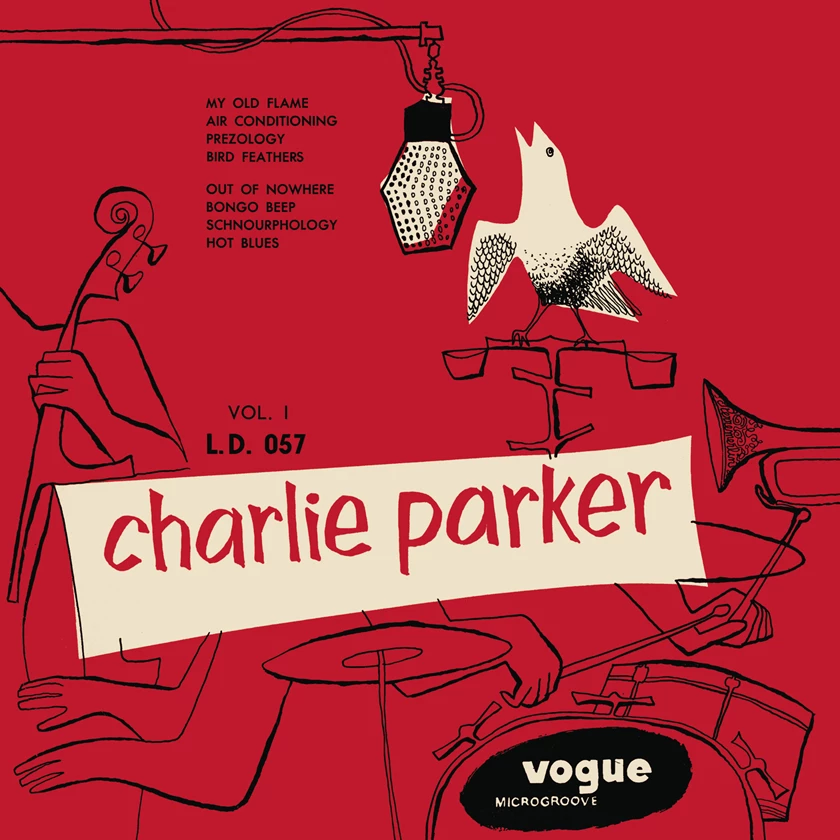 MY OLD FLAME
AIR CONDITIONING
PREZOLOGY
BIRD FEATHERS
OUT OF NOWHERE
BONGO BEEP
SCHNOURPHOLOGY
HOT BLUES
VOL. I
L.D. 057
charlie parker
vogue
MICROGROOVE